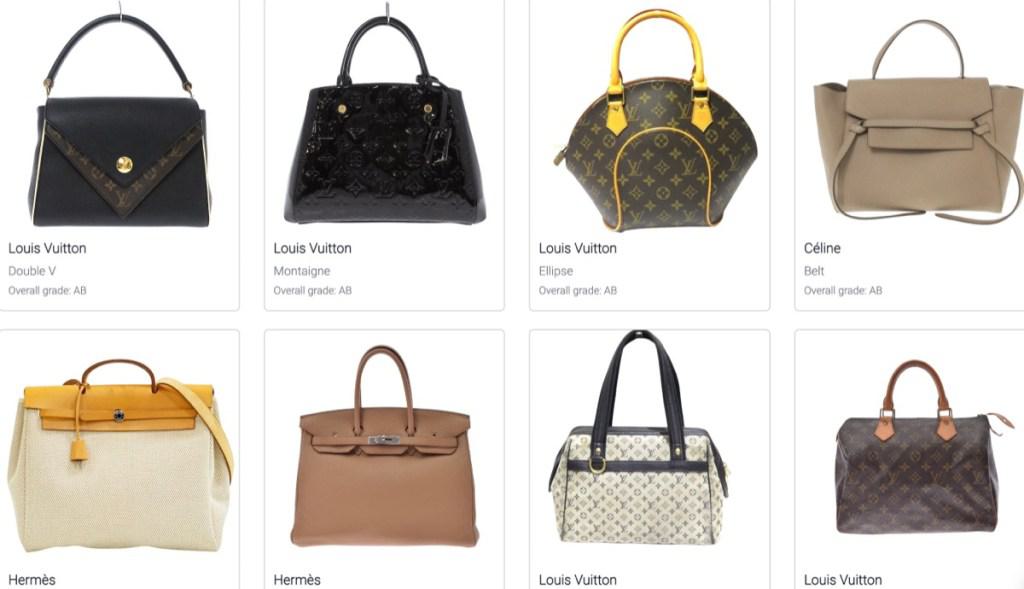 Louis Vuitton
Double V
Overall grade: AB
Louis Vuitton
Montaigne
Overall grade: AB
Louis Vuitton
Ellipse
Overall grade: AB
Céline
Belt
Overall grade: AB
Hermès
Hermès
Louis Vuitton
Louis Vuitton